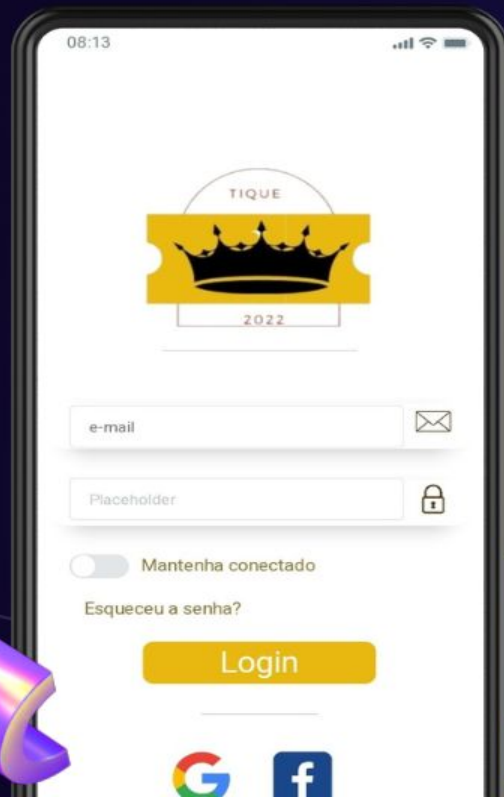 08:13
TIQUE
2022
e-mail
Placeholder
Mantenha conectado
Esqueceu a senha?
Login